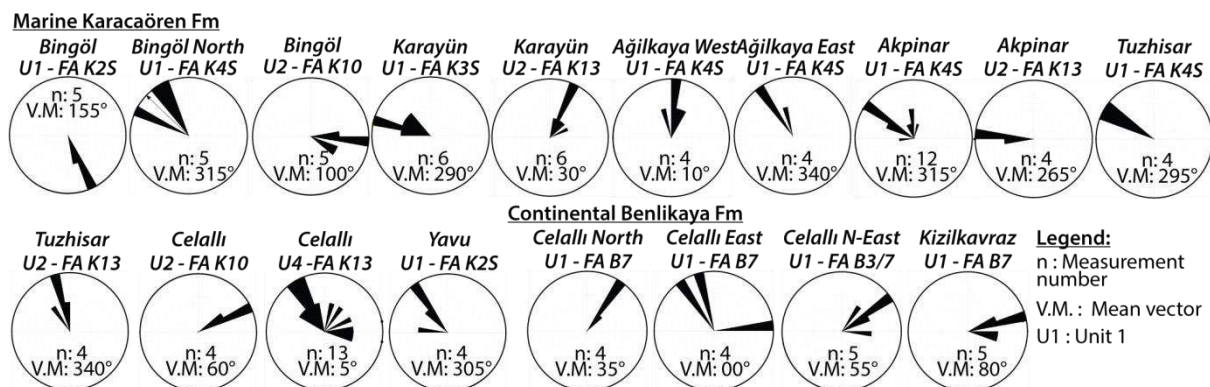 Marine Karacaören Fm
Bingöl
U1 - FA K2S
n: 5
V.M: 155°
Bingöl North
U1 - FA K4S
n: 5
V.M: 315°
Bingöl
U2 - FA K10
n: 5
V.M: 100°
Karayün
U1 - FA K3S
n: 6
V.M: 290°
Karayün
U2 - FA K13
n: 6
V.M: 30°
Ağilkaya West
U1 - FA K4S
n: 4
V.M: 10°
Ağilkaya East
U1 - FA K4S
n: 4
V.M: 340°
Akpinar
U1 - FA K4S
n: 12
V.M: 315°
Akpinar
U2 - FA K13
n: 4
V.M: 265°
Tuzhisar
U1 - FA K4S
n: 4
V.M: 295°
Tuzhisar
U2 - FA K13
n: 4
V.M: 340°
Celallı
U2 - FA K10
n: 4
V.M: 60°
Celallı
U4 -FA K13
n: 13
V.M: 5°
Yavu
U1 - FA K2S
n: 4
V.M: 305°
Continental Benlikaya Fm
Celallı North
U1 - FA B7
n: 4
V.M: 35°
Celallı East
U1 - FA B7
n: 4
V.M: 00°
Celallı N-East
U1 - FA B3/7
n: 5
V.M: 55°
Kizilkavraz
U1 - FA B7
n: 5
V.M: 80°
Legend:
n : Measurement
number
V.M. : Mean vector
U1 : Unit 1